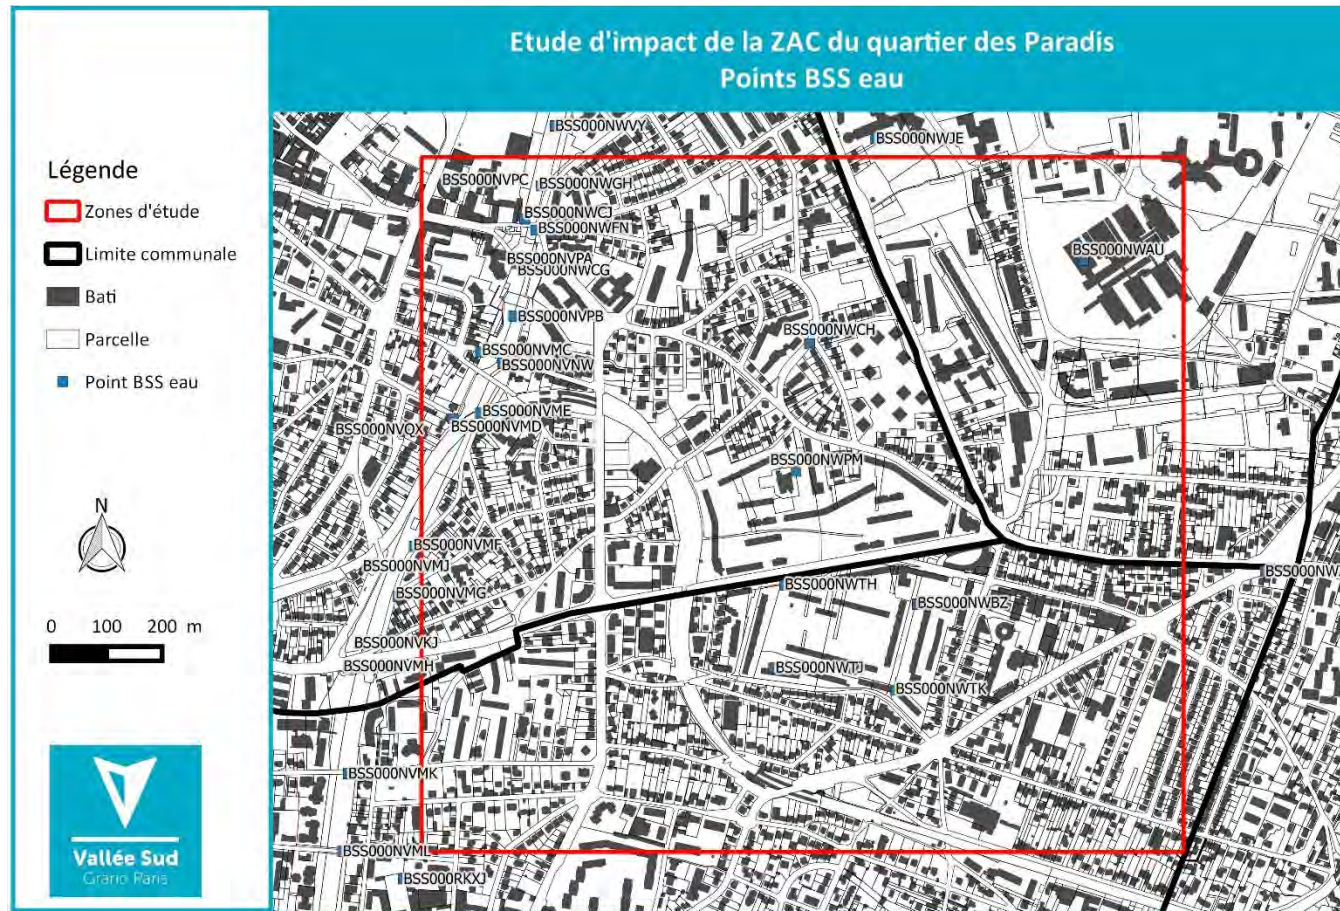 Etude d'impact de la ZAC du quartier des Paradis
Points BSS eau
Légende
Zones d'étude
Limite communale
Bati
Parcelle
Point BSS eau
N
0 100 200 m
Vallée Sud
Grand Paris
BSS000NWVY
BSS000NWJE
BSS000NVPC
BSS000NWGH
BSS000NWCJ
BSS000NWFN
BSS000NVPA
BSS000NWCG
BSS000NWAU
BSS000NVPB
BSS000NWCH
BSS000NVMC
BSS000NVNW
BSS000NVME
BSS000NVQX
BSS000NVMD
BSS000NWPM
BSS000NVMF
BSS000NVMJ
BSS000NWTH
BSS000NVMG
BSS000NWBZ
BSS000NVKJ
BSS000NVMH
BSS000NWTJ
BSS000NWTK
BSS000NVMK
BSS000NVML
BSS000RKXJ